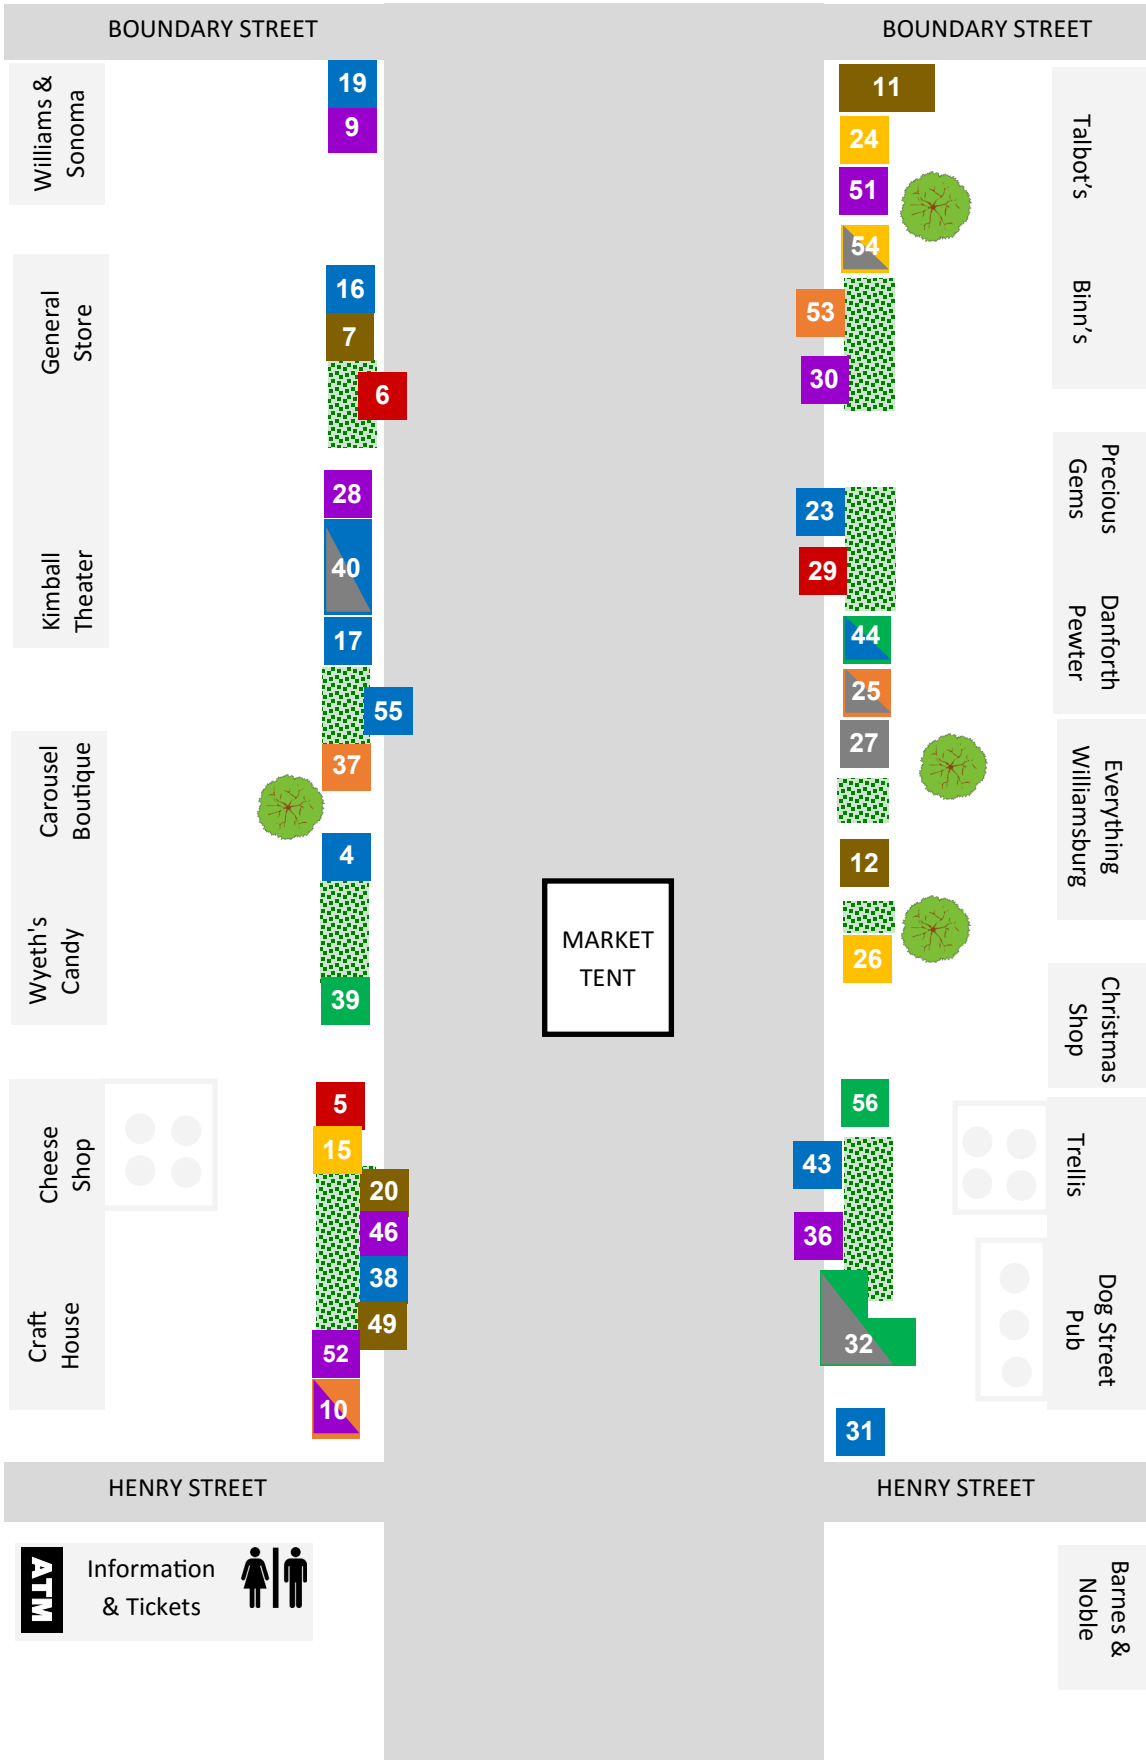 BOUNDARY STREET
BOUNDARY STREET
Williams &
Sonoma
19
9
General
Store
16
7
6
Kimball
Theater
28
40
17
55
Carousel
Boutique
37
4
Wyeth's
Candy
39
Cheese
Shop
5
15
20
46
38
49
Craft
House
52
10
MARKET
TENT
11
24
51
54
Talbot's
53
30
Binn's
23
29
Precious
Gems
44
25
Danforth
Pewter
27
12
Everything
Williamsburg
26
Christmas
Shop
56
43
Trellis
36
32
Dog Street
Pub
31
HENRY STREET
HENRY STREET
ATM
Information
& Tickets
Barnes &
Noble